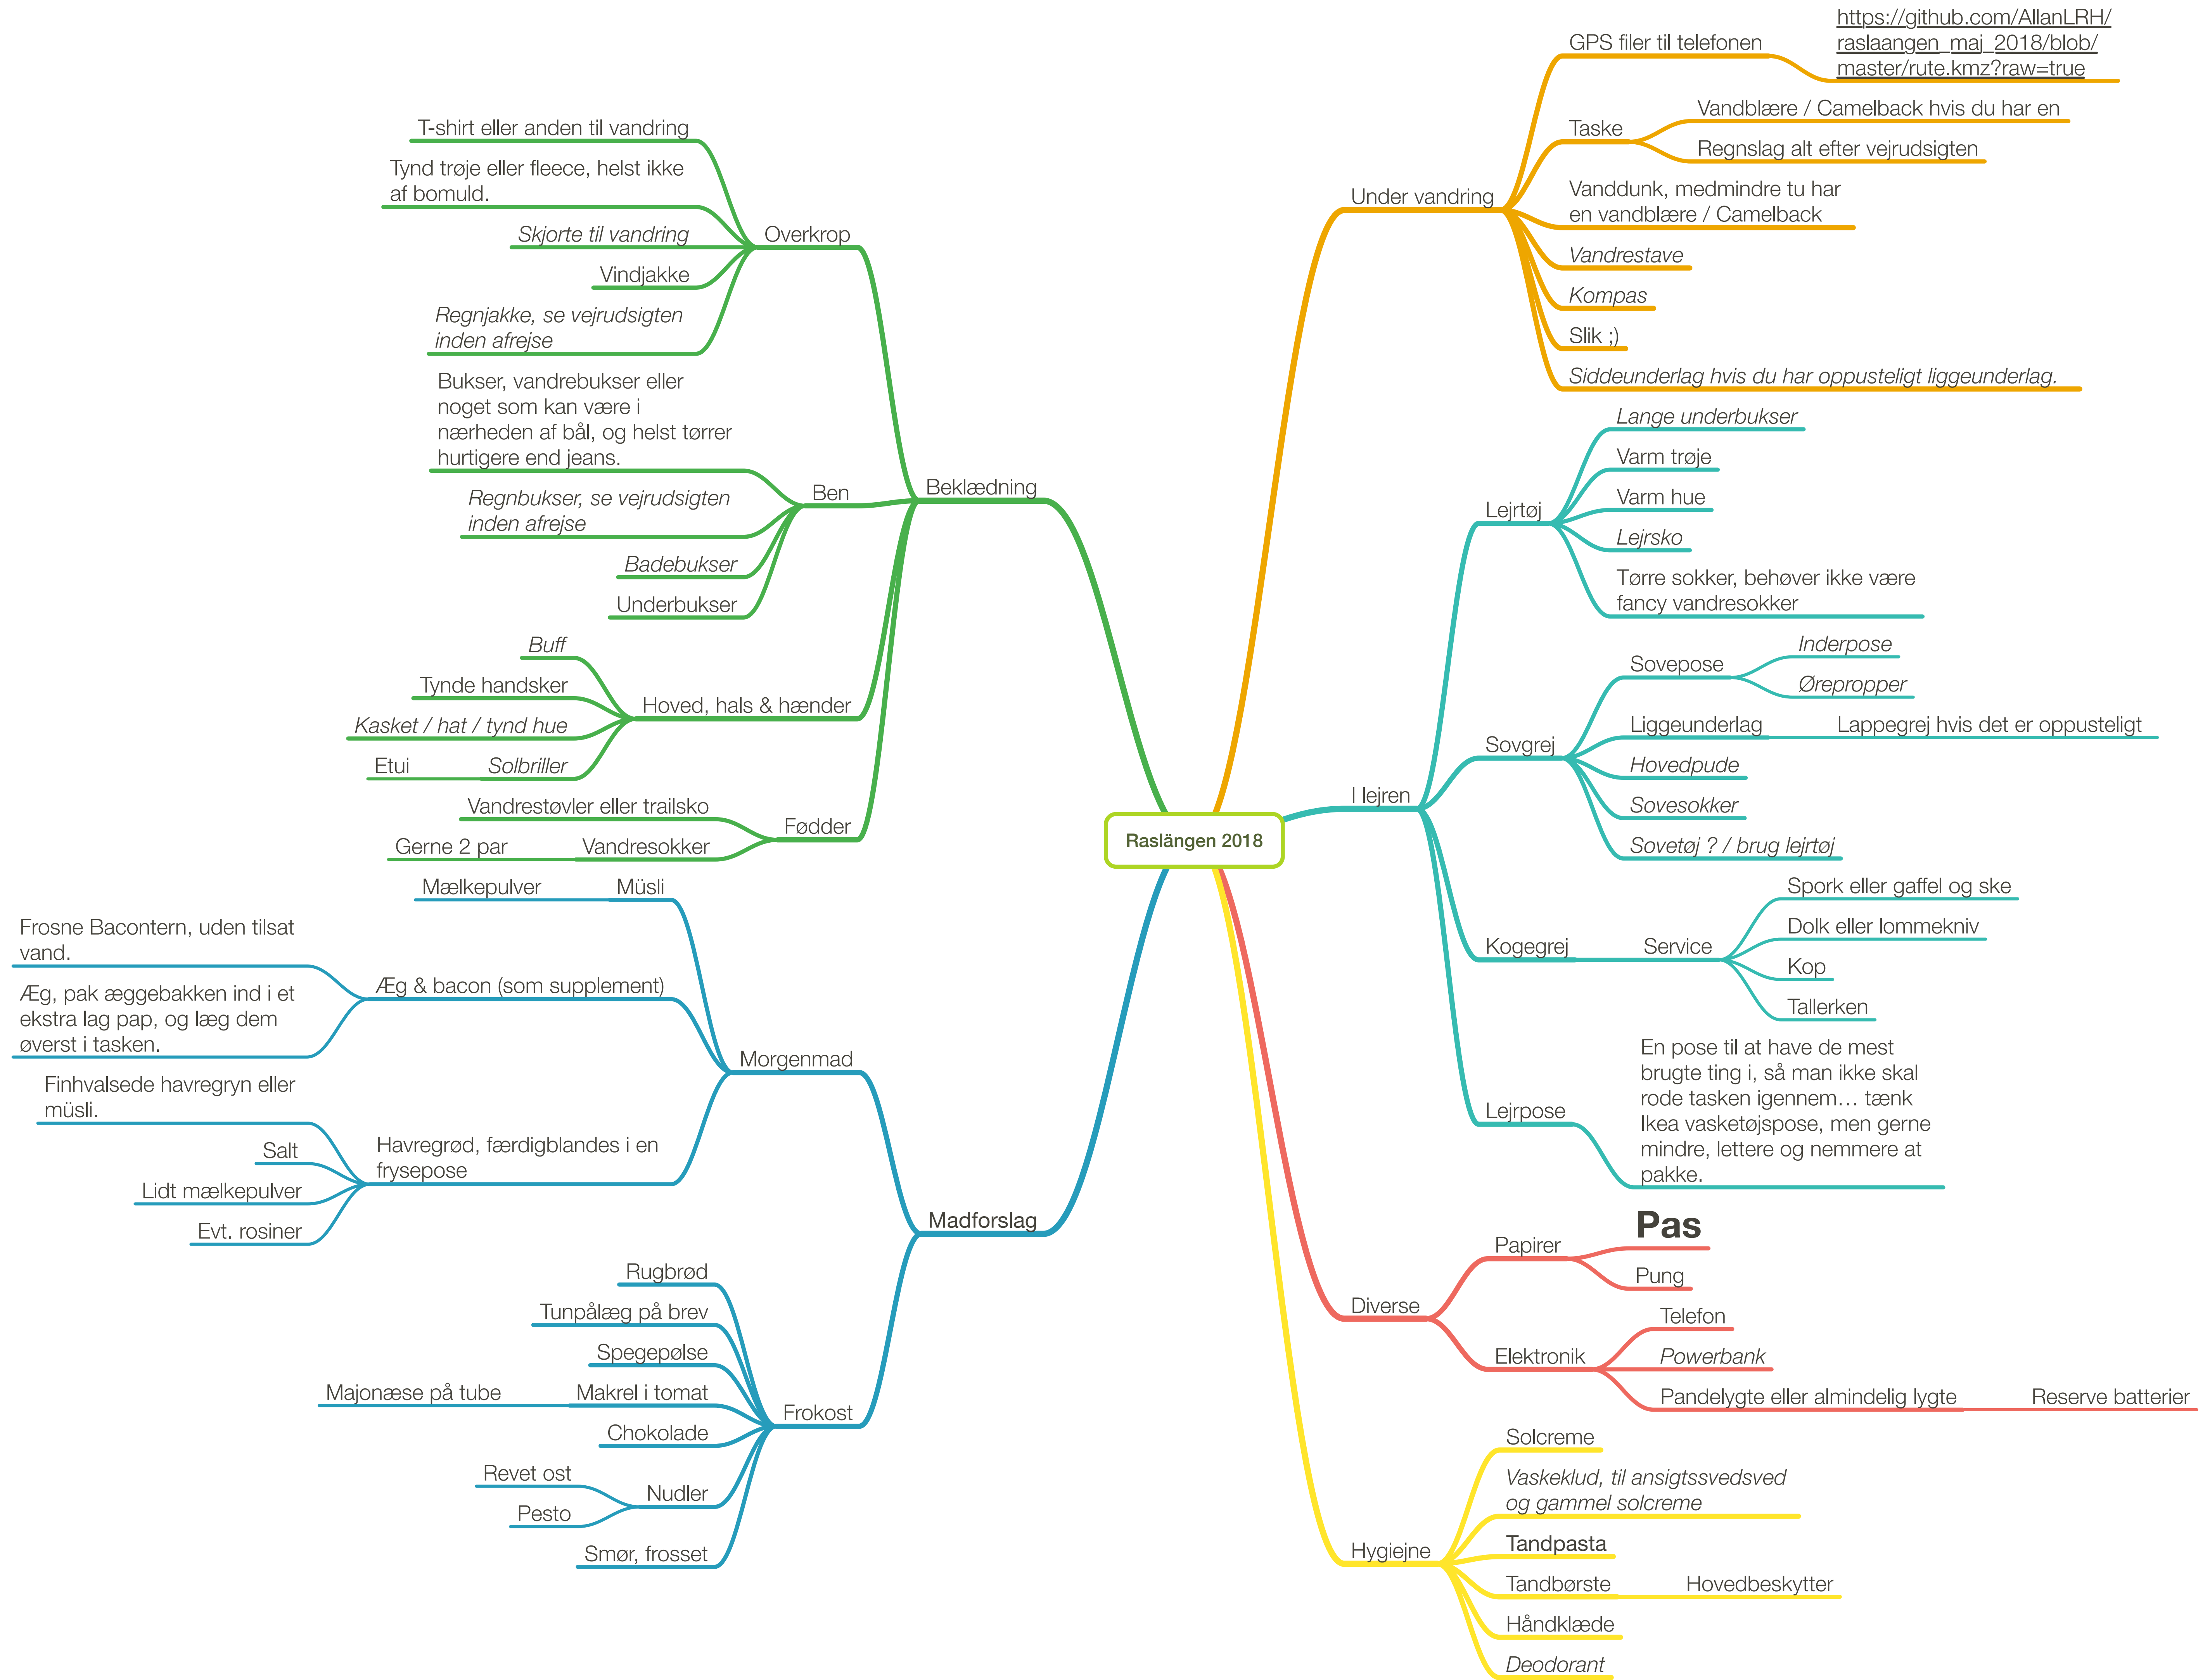 Raslängen 2018
Under vandring
GPS filer til telefonen
https://github.com/AllanLRH/
raslaangen_maj_2018/blob/
master/rute.kmz?raw=true
Taske
Vandblære / Camelback hvis du har en
Regnslag alt efter vejrudsigten
Vanddunk, medmindre tu har
en vandblære / Camelback
Vandrestave
Kompas
Slik ;)
Siddeunderlag hvis du har oppusteligt liggeunderlag.
I lejren
Lejrtøj
Lange underbukser
Varm trøje
Varm hue
Lejrsko
Tørre sokker, behøver ikke være
fancy vandresokker
Sovgrej
Sovepose
Inderpose
Ørepropper
Liggeunderlag
Lappegrej hvis det er oppusteligt
Hovedpude
Sovesokker
Sovetøj ? / brug lejrtøj
Kogegrej
Service
Spork eller gaffel og ske
Dolk eller lommekniv
Kop
Tallerken
Lejrpose
En pose til at have de mest
brugte ting i, så man ikke skal
rode tasken igennem… tænk
Ikea vasketøjspose, men gerne
mindre, lettere og nemmere at
pakke.
Diverse
Papirer
Pas
Pung
Elektronik
Telefon
Powerbank
Pandelygte eller almindelig lygte
Reserve batterier
Hygiejne
Solcreme
Vaskeklud, til ansigtssvedsved
og gammel solcreme
Tandpasta
Tandbørste
Hovedbeskytter
Håndklæde
Deodorant
Beklædning
Overkrop
T-shirt eller anden til vandring
Tynd trøje eller fleece, helst ikke
af bomuld.
Skjorte til vandring
Vindjakke
Regnjakke, se vejrudsigten
inden afrejse
Ben
Bukser, vandrebukser eller
noget som kan være i
nærheden af bål, og helst tørrer
hurtigere end jeans.
Regnbukser, se vejrudsigten
inden afrejse
Badebukser
Underbukser
Hoved, hals & hænder
Buff
Tynde handsker
Kasket / hat / tynd hue
Solbriller
Etui
Fødder
Vandrestøvler eller trailsko
Vandresokker
Gerne 2 par
Madforslag
Morgenmad
Müsli
Mælkepulver
Æg & bacon (som supplement)
Frosne Bacontern, uden tilsat
vand.
Æg, pak æggebakken ind i et
ekstra lag pap, og læg dem
øverst i tasken.
Havregrød, færdigblandes i en
frysepose
Finhvalsede havregryn eller
müsli.
Salt
Lidt mælkepulver
Evt. rosiner
Frokost
Rugbrød
Tunpålæg på brev
Spegepølse
Makrel i tomat
Majonæse på tube
Chokolade
Nudler
Revet ost
Pesto
Smør, frosset